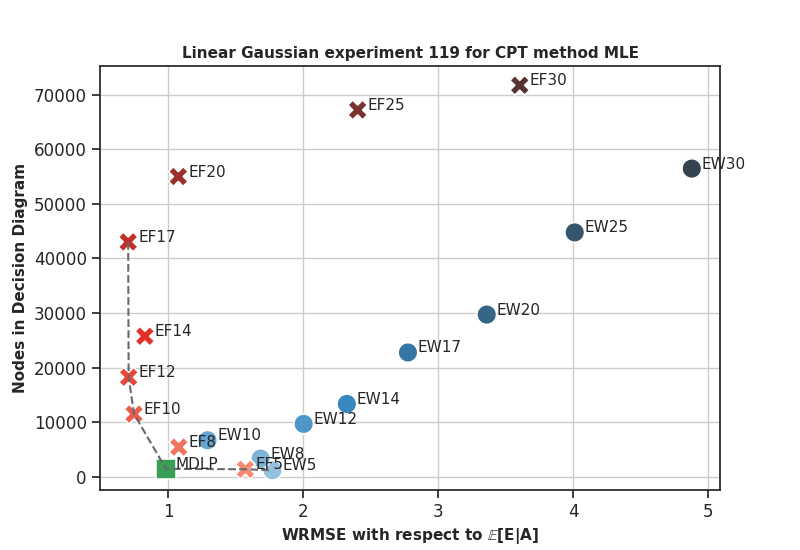 Linear Gaussian experiment 119 for CPT method MLE
Nodes in Decision Diagram
70000
60000
50000
40000
30000
20000
10000
0
EF30
EF25
EF20
EW30
EF17
EW25
EF14
EW20
EW17
EF12
EF10
EW14
EW12
EW10
EF8
EW8
MDLP
EF5
EW5
1
2
3
4
5
WRMSE with respect to 𝔼[E|A]